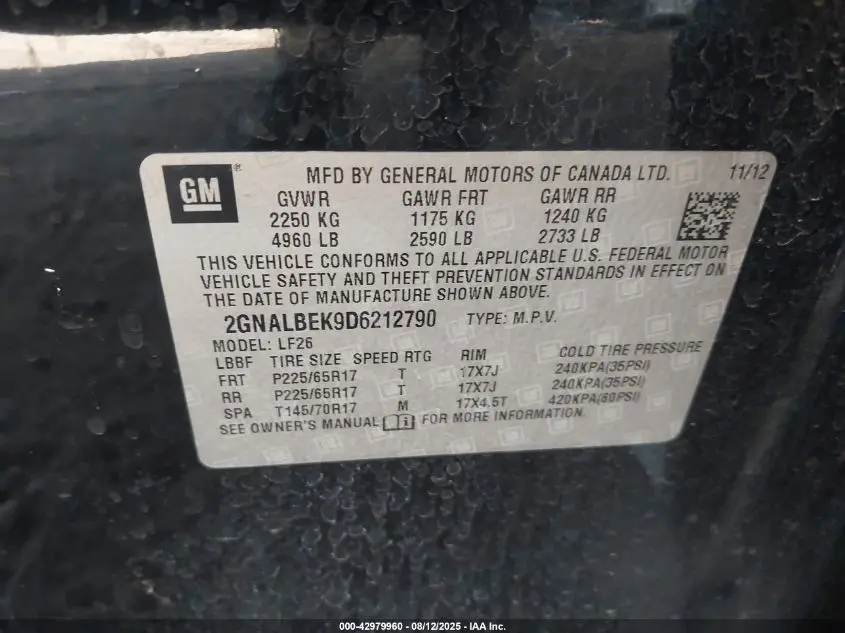 GM®
MFD BY GENERAL MOTORS OF CANADA LTD. 11/12
GVWR GAWR FRT GAWR RR
2250 KG 1175 KG 1240 KG
4960 LB 2590 LB 2733 LB
THIS VEHICLE CONFORMS TO ALL APPLICABLE U.S. FEDERAL MOTOR
VEHICLE SAFETY AND THEFT PREVENTION STANDARDS IN EFFECT ON
THE DATE OF MANUFACTURE SHOWN ABOVE.
2GNALBEK9D6212790 TYPE: M.P.V.
MODEL: LF26
LBBF TIRE SIZE SPEED RTG RIM COLD TIRE PRESSURE
FRT P225/65R17 T 17X7J 240KPA(35PSI)
RR P225/65R17 T 17X7J 240KPA(35PSI)
SPA T145/70R17 M 17X4.5T 420KPA(60PSI)
SEE OWNER'S MANUAL FOR MORE INFORMATION.
000-42979960 - 08/12/2025 - IAA Inc.